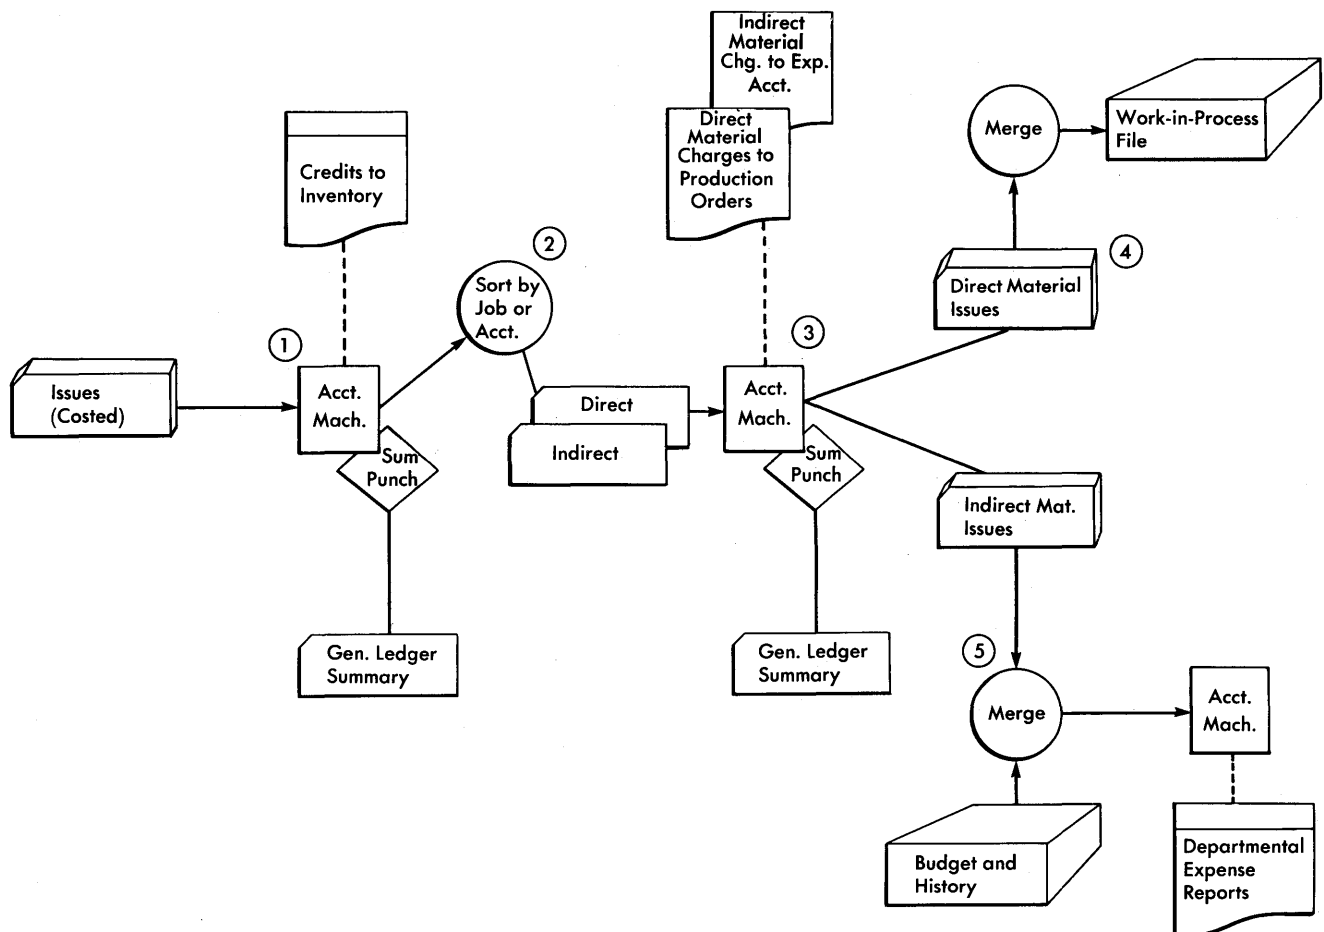 Indirect
Material
Chg. to Exp.
Acct.
Direct
Material
Charges to
Production
Orders
Merge
Work-in-Process
File
Credits to
Inventory
2
4
Sort by
Job or
Acct.
Direct Material
Issues
1
3
Issues
(Costed)
Acct.
Mach.
Direct
Indirect
Acct.
Mach.
Sum
Punch
Sum
Punch
Indirect Mat.
Issues
Gen. Ledger
Summary
Gen. Ledger
Summary
5
Merge
Acct.
Mach.
Budget and
History
Departmental
Expense
Reports